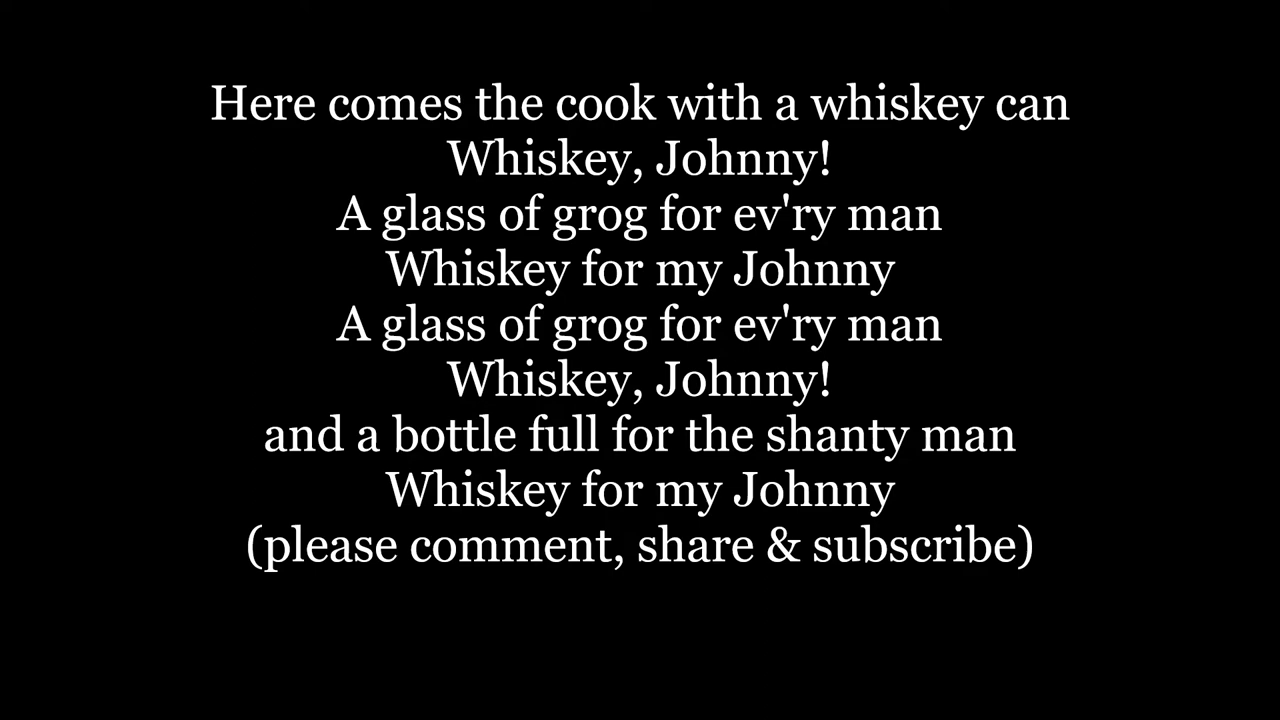 Here comes the cook with a whiskey can
Whiskey, Johnny!
A glass of grog for ev'ry man
Whiskey for my Johnny
A glass of grog for ev'ry man
Whiskey, Johnny!
and a bottle full for the shanty man
Whiskey for my Johnny
(please comment, share & subscribe)